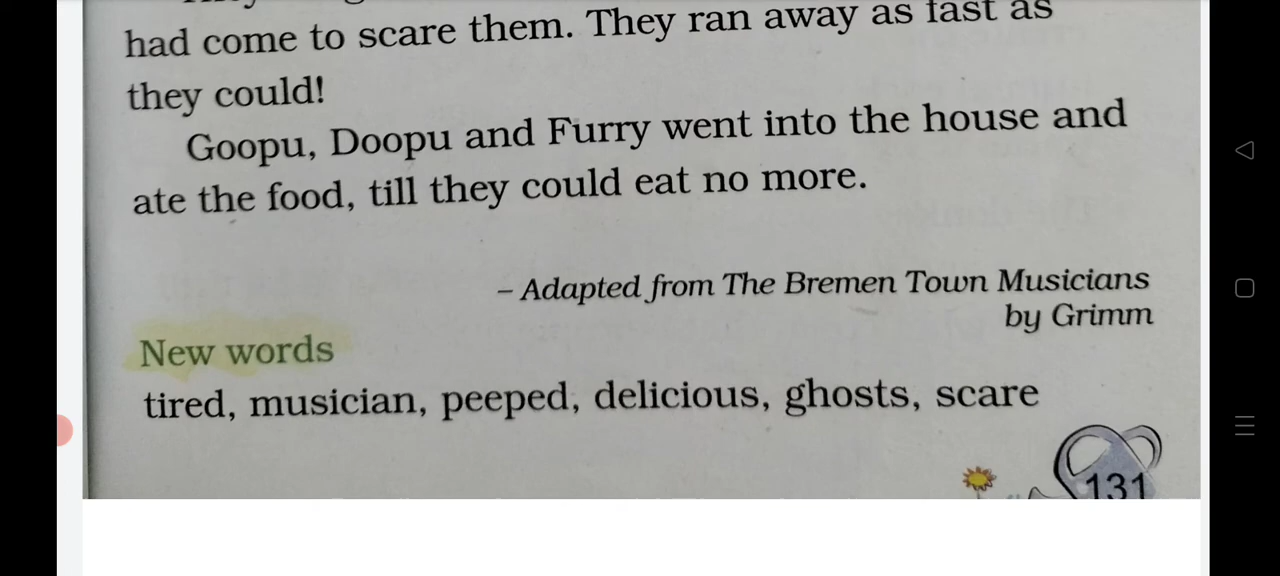 had come to scare them. They ran away as fast as
they could!
Goopu, Doopu and Furry went into the house and
ate the food, till they could eat no more.
– Adapted from The Bremen Town Musicians
by Grimm
New words
tired, musician, peeped, delicious, ghosts, scare
131